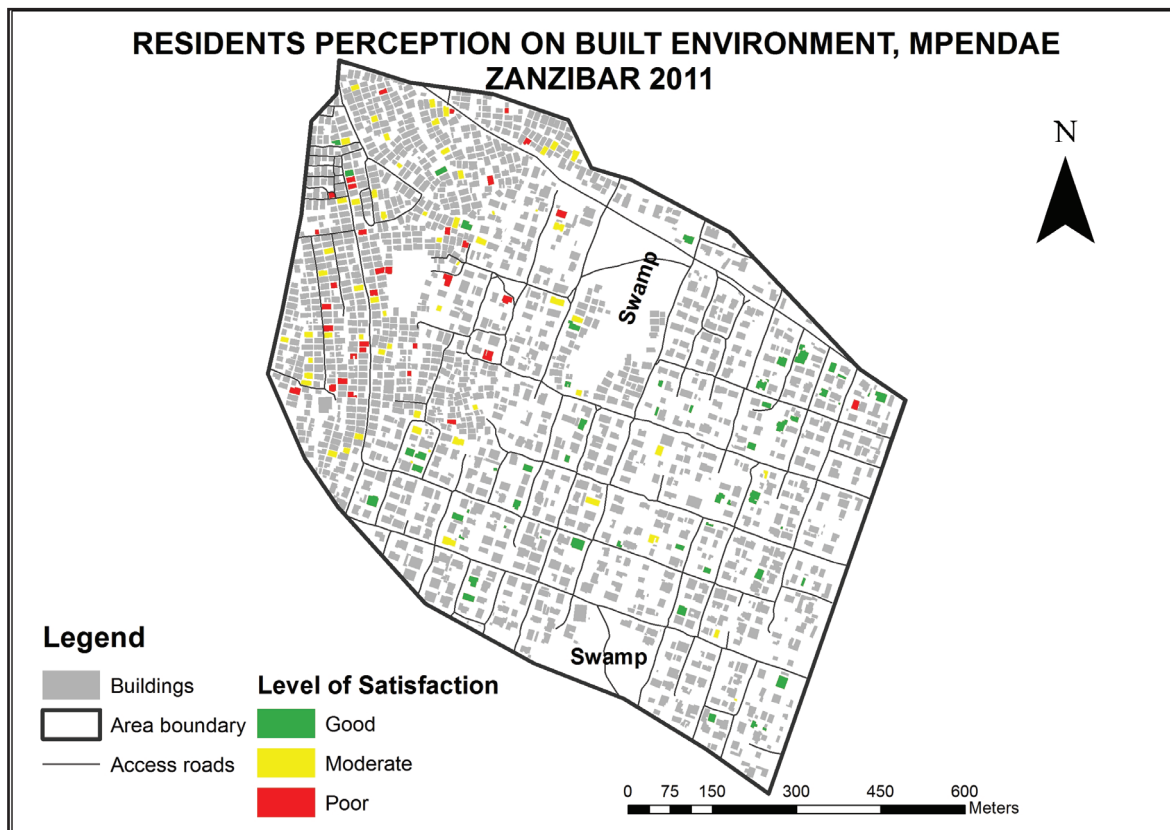 RESIDENTS PERCEPTION ON BUILT ENVIRONMENT, MPENDAE
ZANZIBAR 2011
N
Swamp
Swamp
Legend
Buildings
Area boundary
Access roads
Level of Satisfaction
Good
Moderate
Poor
0 75 150 300 450 600
Meters